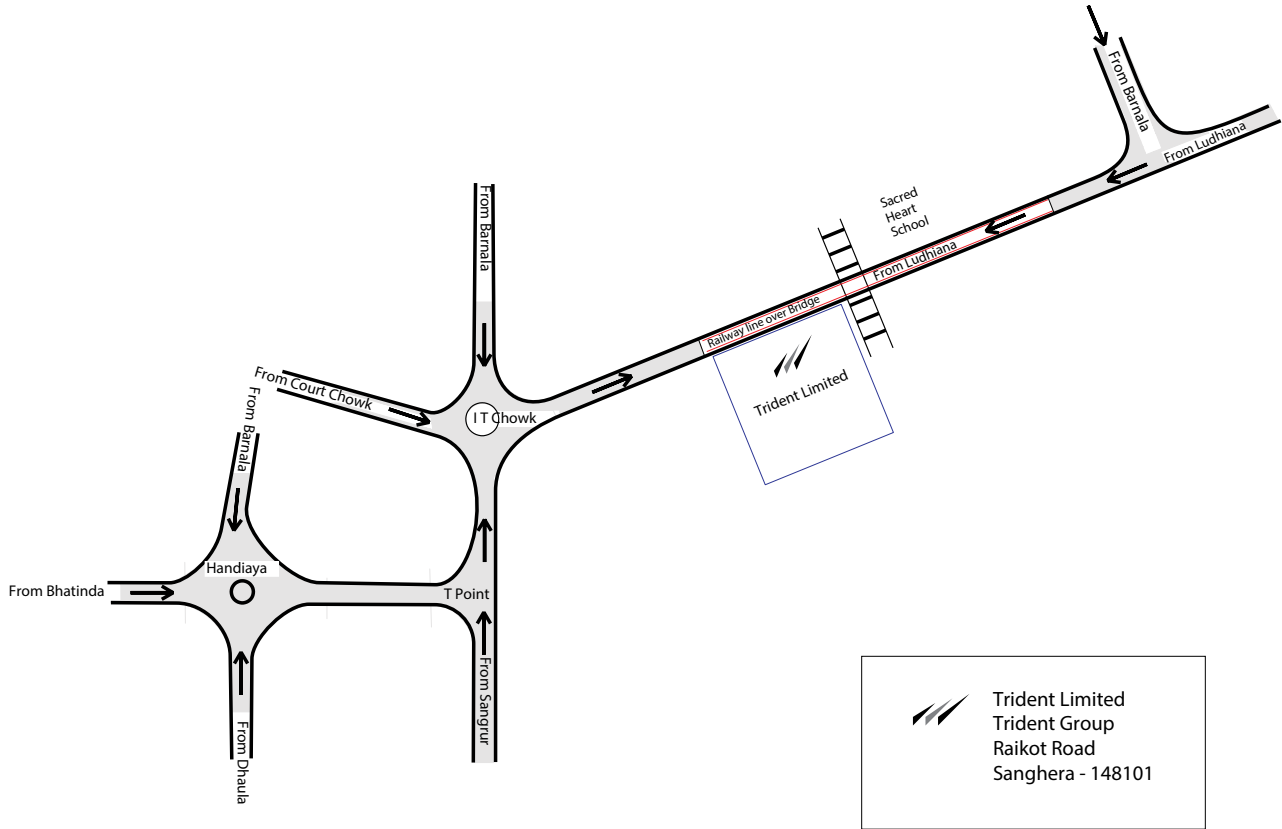 From Barnala
From Ludhiana
Sacred
Heart
School
From Barnala
From Ludhiana
Railway line over Bridge
Trident Limited
From Court Chowk
I T Chowk
From Barnala
Handiaya
From Bhatinda
T Point
From Sangrur
From Dhaula
Trident Limited
Trident Group
Raikot Road
Sanghera - 148101